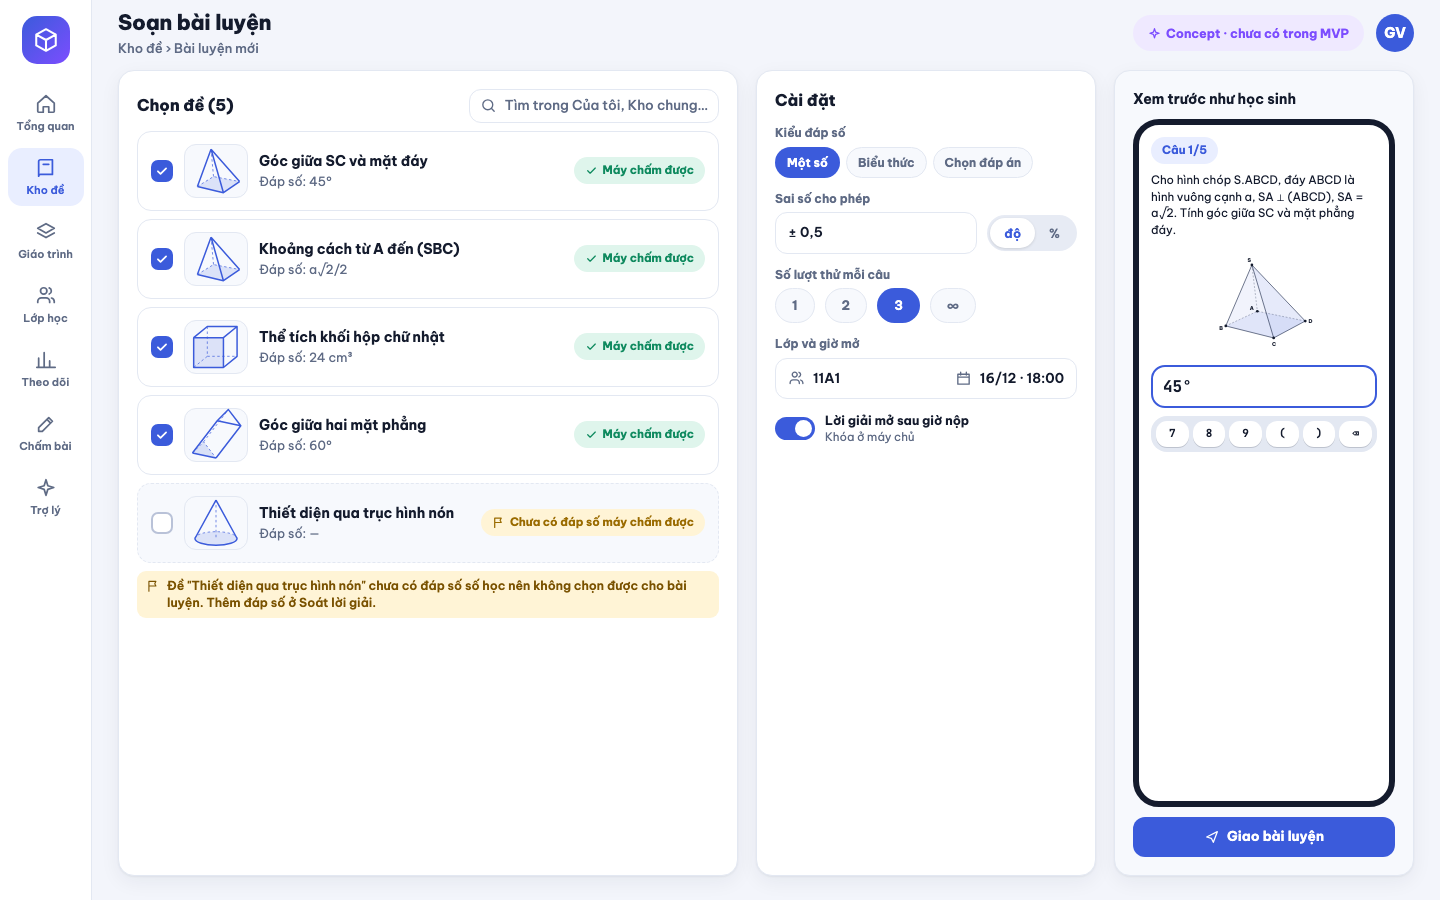 Soạn bài luyện
Kho đề › Bài luyện mới
Concept · chưa có trong MVP
GV
Tổng quan
Kho đề
Giáo trình
Lớp học
Theo dõi
Chấm bài
Trợ lý
Chọn đề (5)
Tìm trong Của tôi, Kho chung...
Góc giữa SC và mặt đáy
Đáp số: 45°
Máy chấm được
Khoảng cách từ A đến (SBC)
Đáp số: a√2/2
Máy chấm được
Thể tích khối hộp chữ nhật
Đáp số: 24 cm³
Máy chấm được
Góc giữa hai mặt phẳng
Đáp số: 60°
Máy chấm được
Thiết diện qua trục hình nón
Đáp số: —
Chưa có đáp số máy chấm được
Đề "Thiết diện qua trục hình nón" chưa có đáp số số học nên không chọn được cho bài
luyện. Thêm đáp số ở Soát lời giải.
Cài đặt
Kiểu đáp số
Một số
Biểu thức
Chọn đáp án
Sai số cho phép
± 0,5
độ
%
Số lượt thử mỗi câu
1
2
3
∞
Lớp và giờ mở
11A1
16/12 · 18:00
Lời giải mở sau giờ nộp
Khóa ở máy chủ
Xem trước như học sinh
Câu 1/5
Cho hình chóp S.ABCD, đáy ABCD là
hình vuông cạnh a, SA ⊥ (ABCD), SA =
a√2. Tính góc giữa SC và mặt phẳng
đáy.
S
A
B
C
D
45°
7
8
9
(
)
⌫
Giao bài luyện